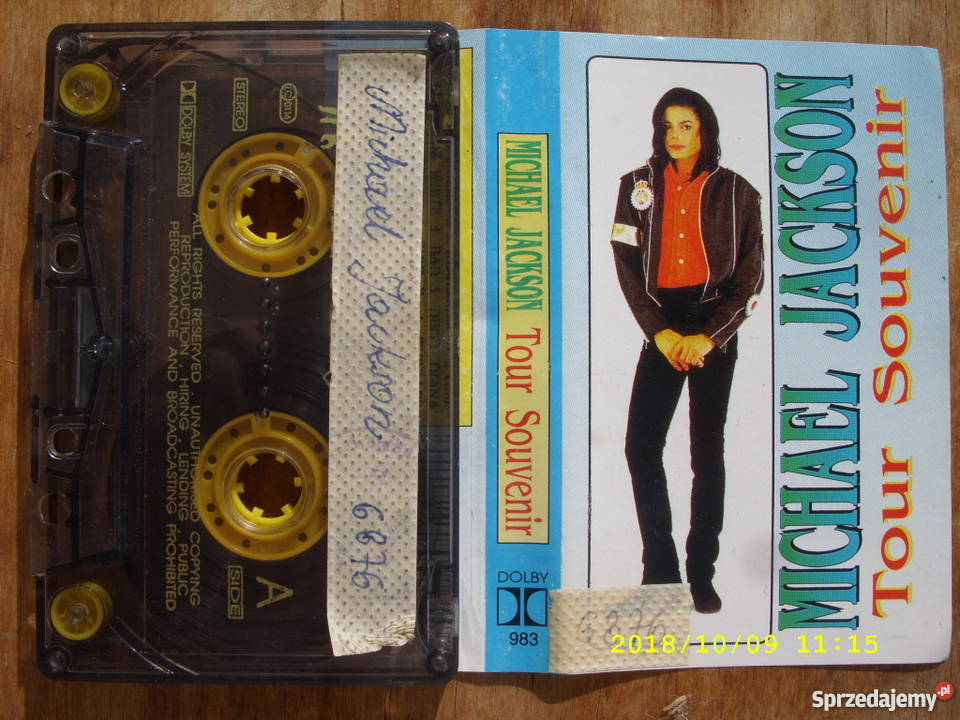 Michael Jackson 6876
STEREO
DOLBY SYSTEM
ALL RIGHTS RESERVED . UNAUTHORISED COPYING
REPRODUCTION , HIRING , LENDING , PUBLIC
PERFORMANCE AND BROADCASTING PROHIBITED
A
SIDE
MICHAEL JACKSON Tour Souvenir
DOLBY
983
MICHAEL JACKSON
Tour Souvenir
6876
2018/10/09 11:15
Sprzedajemy.pl